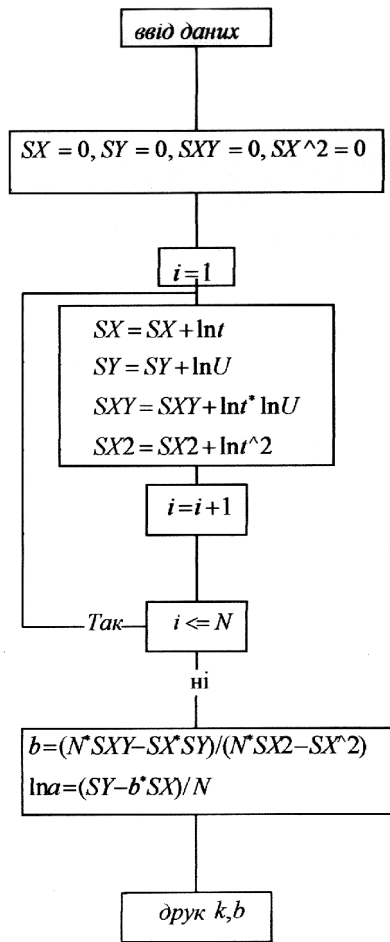 ввід даних
SX = 0, SY = 0, SXY = 0, SX^2 = 0
i=1
SX = SX + lnt
SY = SY + lnU
SXY = SXY + lnt* lnU
SX2 = SX2 + lnt^2
i=i+1
Так
i <= N
ні
b=(N*SXY-SX*SY)/(N*SX2-SX^2)
lna=(SY-b*SX)/N
друк k,b